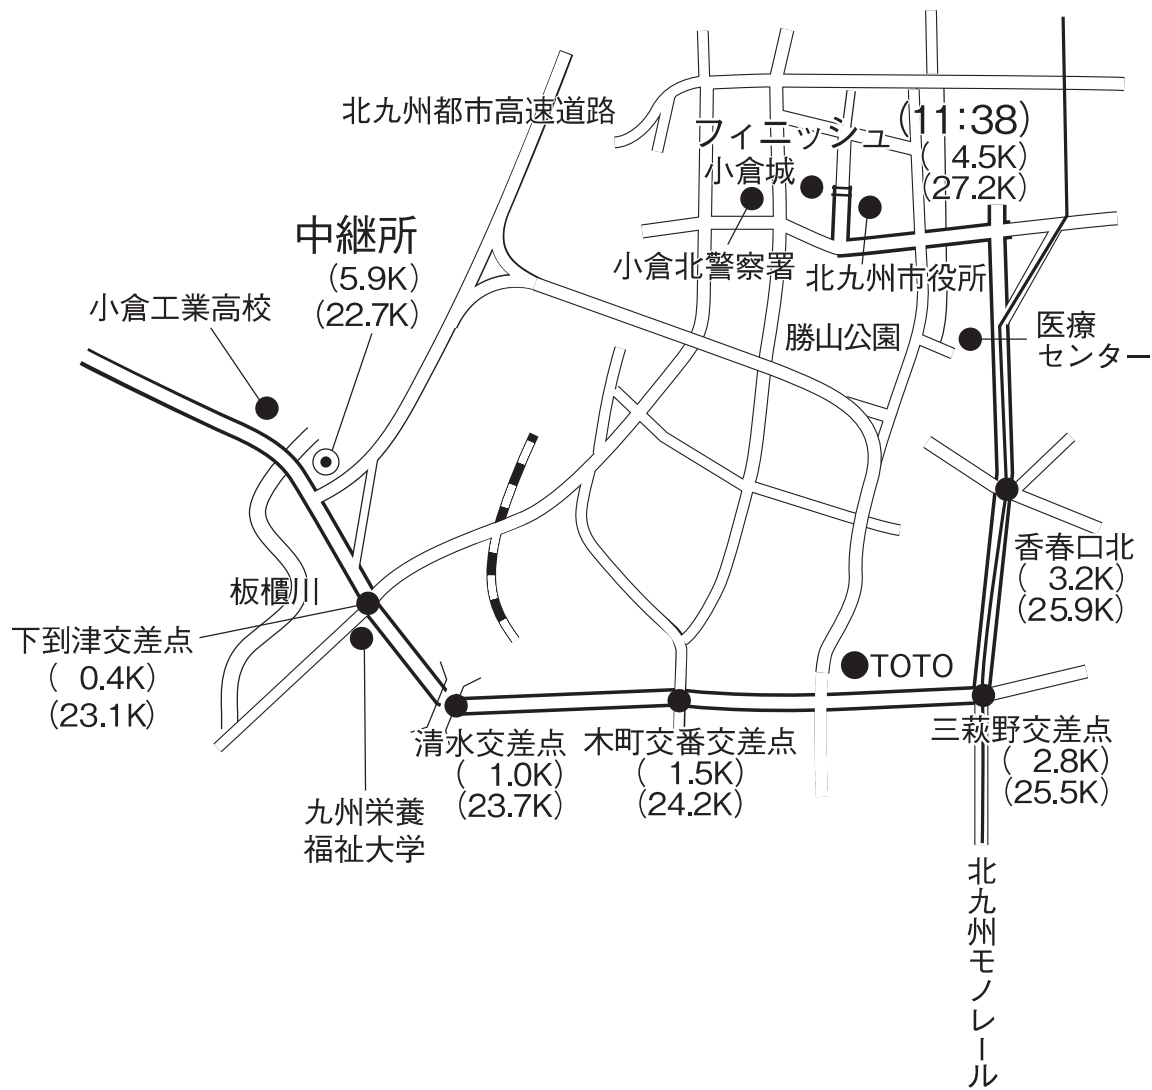 北九州都市高速道路
フィニッシュ (11:38)
( 4.5K)
(27.2K)
小倉城
小倉北警察署
北九州市役所
中継所
(5.9K)
(22.7K)
小倉工業高校
勝山公園
医療
センター
香春口北
( 3.2K)
(25.9K)
板櫃川
下到津交差点
( 0.4K)
(23.1K)
TOTO
清水交差点
( 1.0K)
(23.7K)
木町交番交差点
( 1.5K)
(24.2K)
三萩野交差点
( 2.8K)
(25.5K)
九州栄養
福祉大学
北九州モノレール